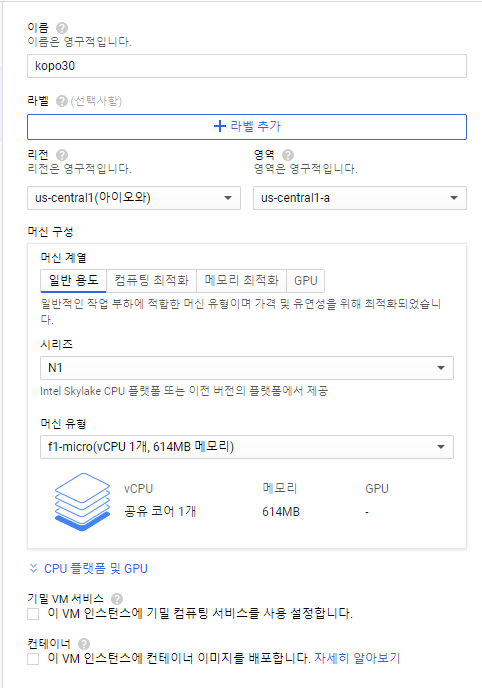 이름
이름은 영구적입니다.
kopo30
라벨 (선택사항)
라벨 추가
리전
영역
리전은 영구적입니다.
영역은 영구적입니다.
us-central1(아이오와)
us-central1-a
머신 구성
머신 계열
일반 용도 컴퓨팅 최적화 메모리 최적화 GPU
일반적인 작업 부하에 적합한 머신 유형이며 가격 및 유연성을 위해 최적화되었습니
다.
시리즈
N1
Intel Skylake CPU 플랫폼 또는 이전 버전의 플랫폼에서 제공
머신 유형
f1-micro(vCPU 1개, 614MB 메모리)
vCPU 메모리 GPU
공유 코어 1개 614MB -
CPU 플랫폼 및 GPU
기밀 VM 서비스
이 VM 인스턴스에 기밀 컴퓨팅 서비스를 사용 설정합니다.
컨테이너
이 VM 인스턴스에 컨테이너 이미지를 배포합니다. 자세히 알아보기